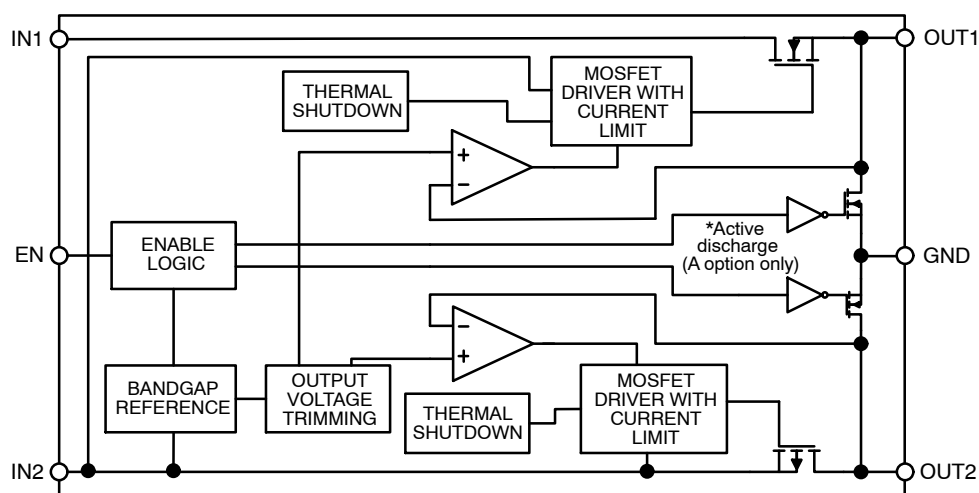 IN1
OUT1
THERMAL
SHUTDOWN
MOSFET
DRIVER WITH
CURRENT
LIMIT
+
−
EN
ENABLE
LOGIC
*Active
discharge
(A option only)
GND
−
+
BANDGAP
REFERENCE
OUTPUT
VOLTAGE
TRIMMING
THERMAL
SHUTDOWN
MOSFET
DRIVER WITH
CURRENT
LIMIT
IN2
OUT2